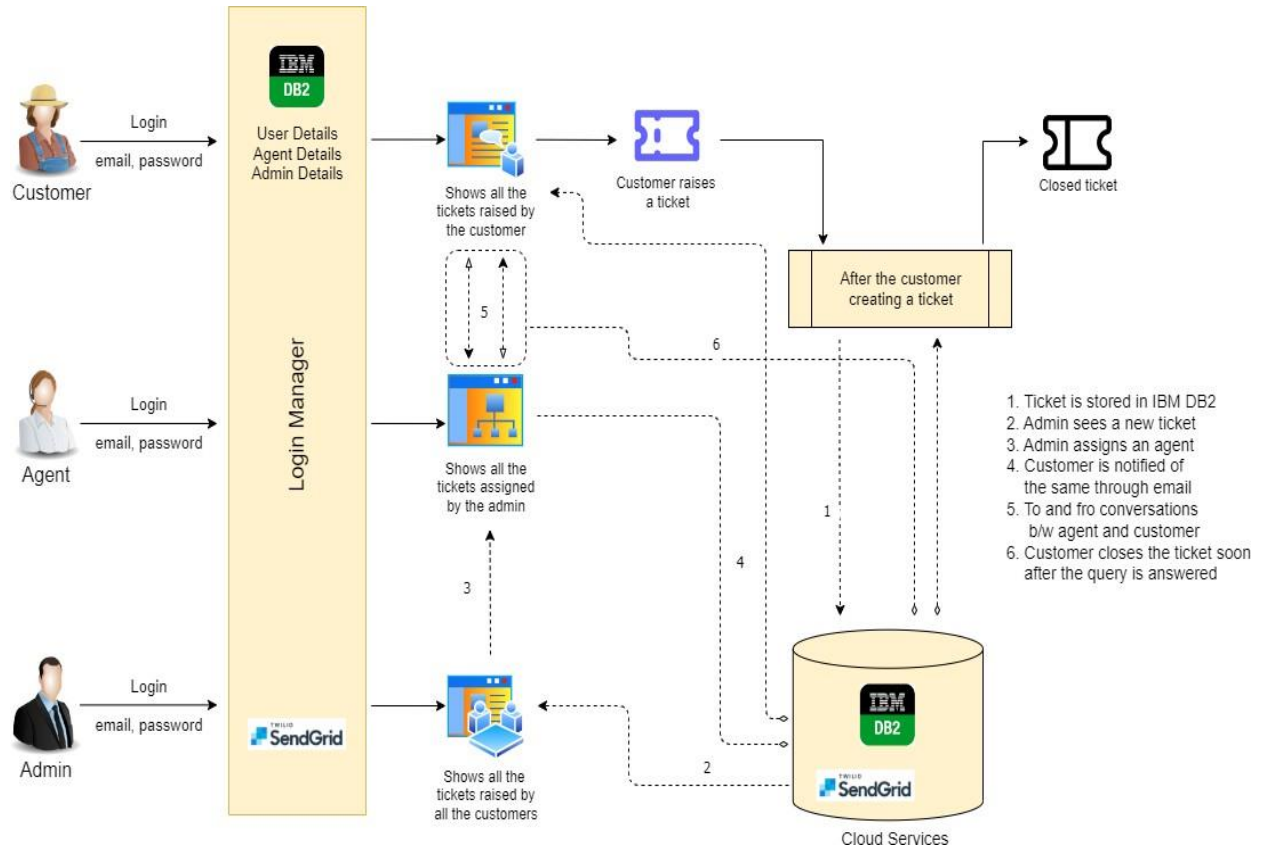 IBM
DB2
User Details
Agent Details
Admin Details
Login
email, password
Customer
Shows all the
tickets raised by
the customer
Customer raises
a ticket
Closed ticket
After the customer
creating a ticket
5
6
Login Manager
Login
email, password
Agent
Shows all the
tickets assigned
by the admin
1. Ticket is stored in IBM DB2
2. Admin sees a new ticket
3. Admin assigns an agent
4. Customer is notified of
the same through email
5. To and fro conversations
b/w agent and customer
6. Customer closes the ticket soon
after the query is answered
1
4
3
Login
email, password
Admin
TWILIO
SendGrid
Shows all the
tickets raised by
all the customers
2
IBM
DB2
TWILIO
SendGrid
Cloud Services